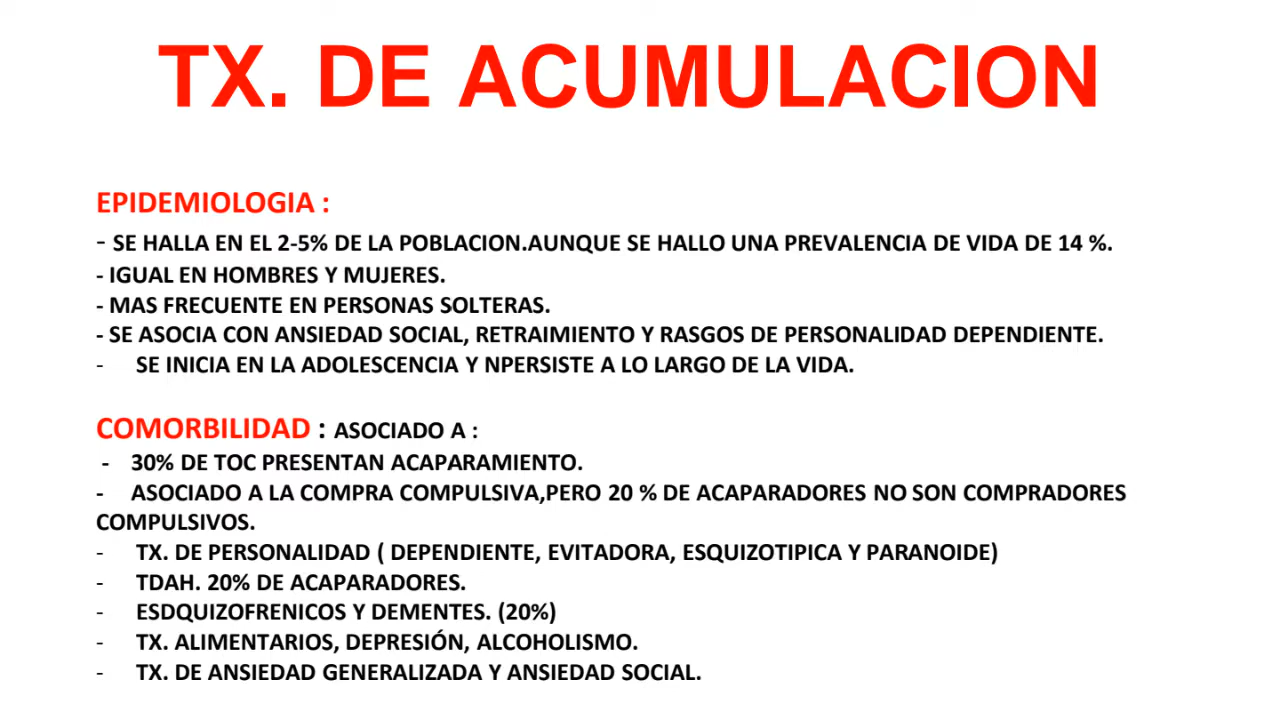 TX. DE ACUMULACION
EPIDEMIOLOGIA :
- SE HALLA EN EL 2-5% DE LA POBLACION.AUNQUE SE HALLO UNA PREVALENCIA DE VIDA DE 14 %.
- IGUAL EN HOMBRES Y MUJERES.
- MAS FRECUENTE EN PERSONAS SOLTERAS.
- SE ASOCIA CON ANSIEDAD SOCIAL, RETRAIMIENTO Y RASGOS DE PERSONALIDAD DEPENDIENTE.
- SE INICIA EN LA ADOLESCENCIA Y NPERSISTE A LO LARGO DE LA VIDA.
COMORBILIDAD : ASOCIADO A :
- 30% DE TOC PRESENTAN ACAPARAMIENTO.
- ASOCIADO A LA COMPRA COMPULSIVA,PERO 20 % DE ACAPARADORES NO SON COMPRADORES
COMPULSIVOS.
- TX. DE PERSONALIDAD ( DEPENDIENTE, EVITADORA, ESQUIZOTIPICA Y PARANOIDE)
- TDAH. 20% DE ACAPARADORES.
- ESDQUIZOFRENICOS Y DEMENTES. (20%)
- TX. ALIMENTARIOS, DEPRESIÓN, ALCOHOLISMO.
- TX. DE ANSIEDAD GENERALIZADA Y ANSIEDAD SOCIAL.